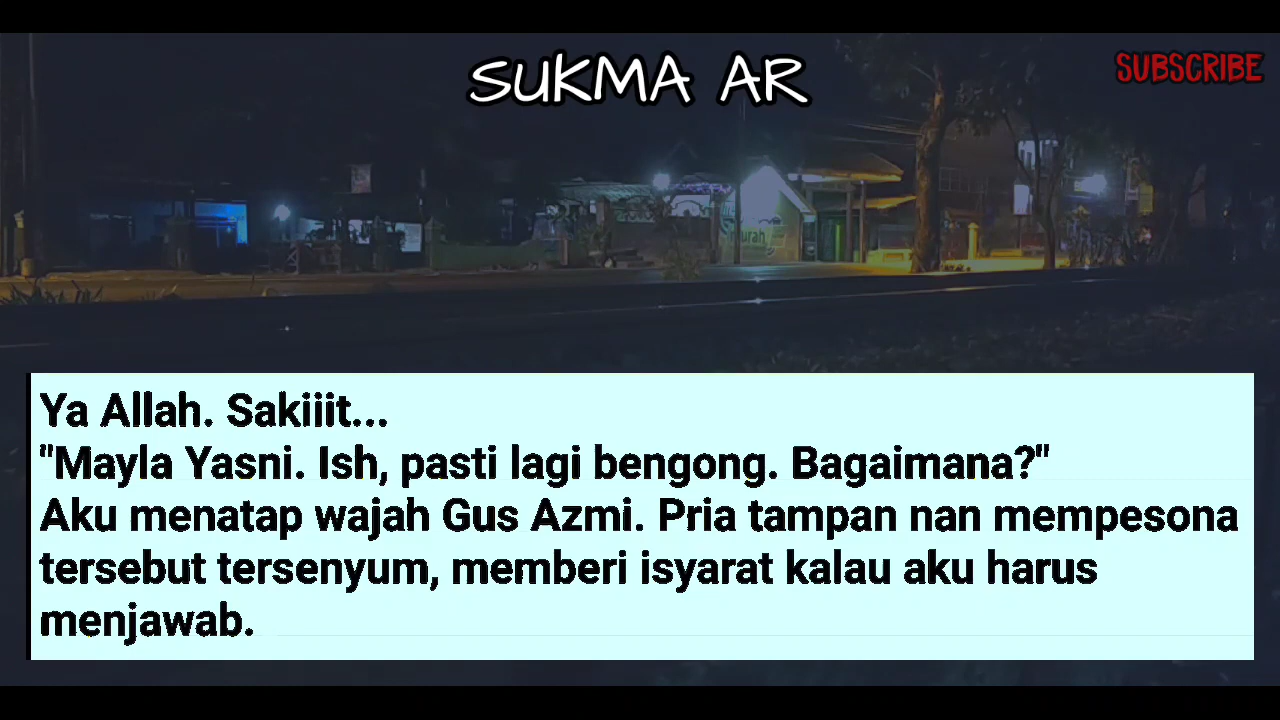 SUKMA AR
SUBSCRIBE
murah
Ya Allah. Sakiiit...
"Mayla Yasni. Ish, pasti lagi bengong. Bagaimana?"
Aku menatap wajah Gus Azmi. Pria tampan nan mempesona
tersebut tersenyum, memberi isyarat kalau aku harus
menjawab.